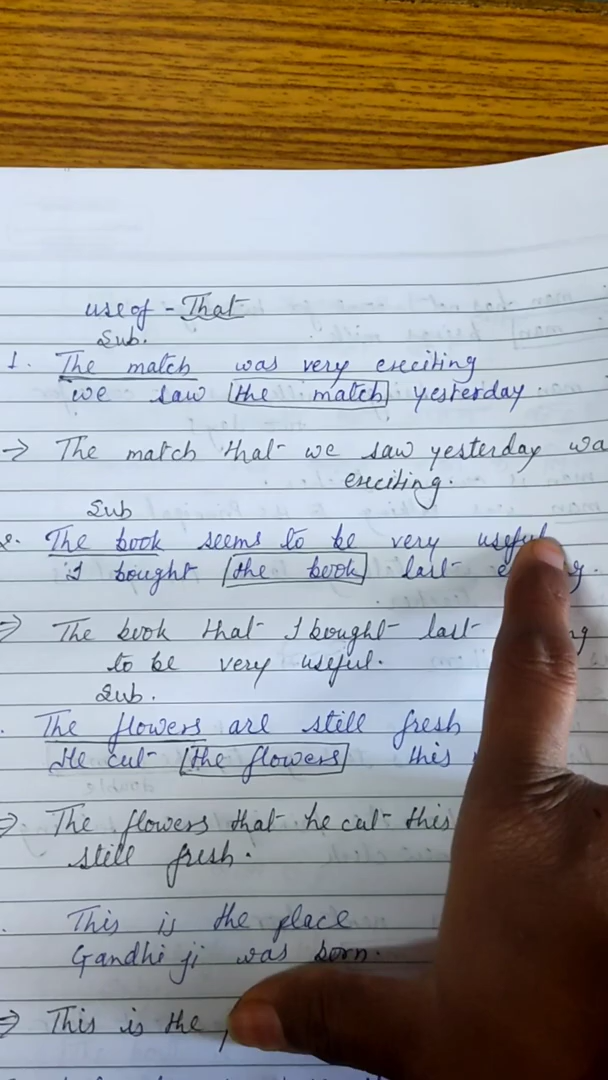 use of - That
Sub.
1. The match was very exciting
we saw the match yesterday.
→ The match that we saw yesterday wa
exciting.
Sub
2. The book seems to be very useful
I bought the book last
⇒ The book that I bought last
to be very useful.
Sub.
The flowers are still fresh
He cut the flowers this
⇒ The flowers that he cut this
still fresh.
This is the place
Gandhi ji was born.
⇒ This is the